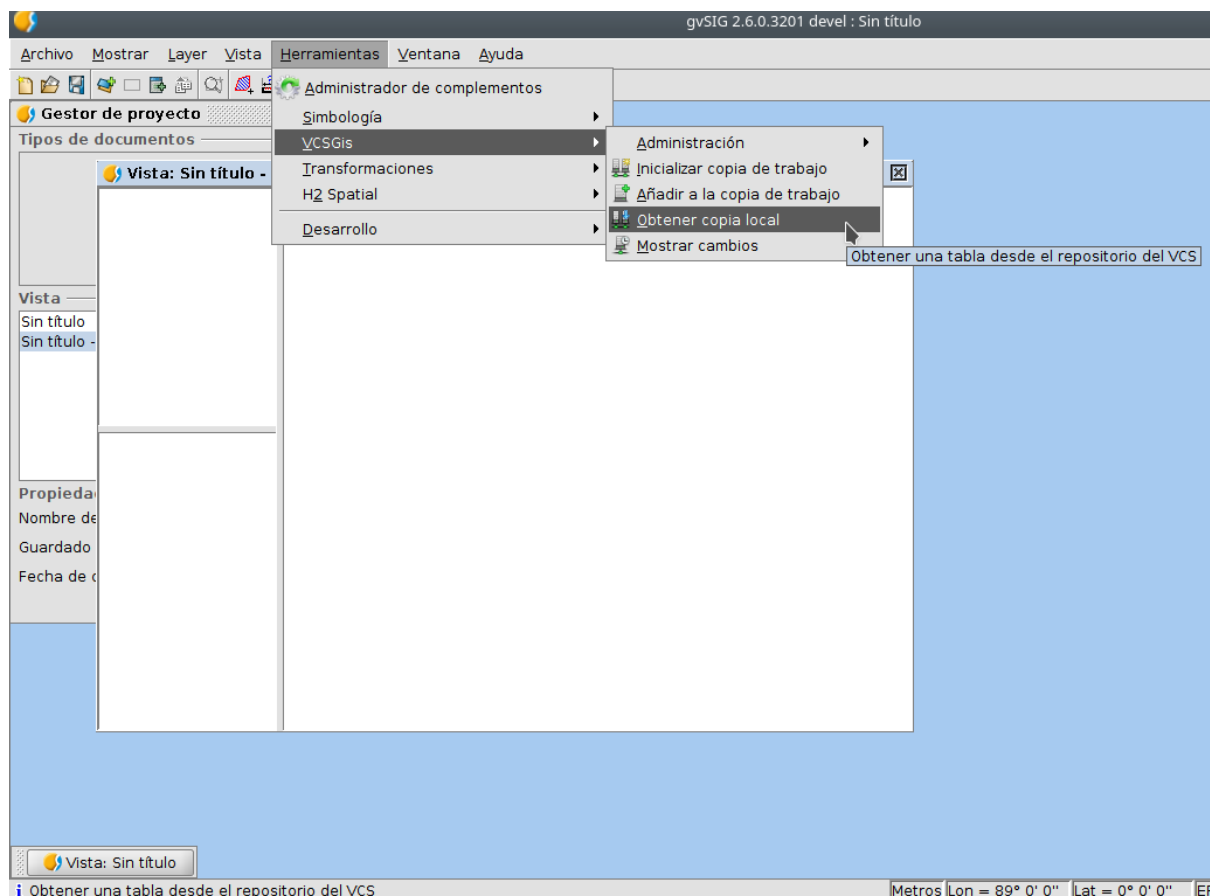 gvSIG 2.6.0.3201 devel : Sin título
Archivo Mostrar Layer Vista Herramientas Ventana Ayuda
Gestor de proyecto
Tipos de documentos
Administrador de complementos
Simbología
VCSGis
Transformaciones
H2 Spatial
Desarrollo
Administración
Inicializar copia de trabajo
Añadir a la copia de trabajo
Obtener copia local
Mostrar cambios
Obtener una tabla desde el repositorio del VCS
Vista: Sin título -
Vista
Sin título
Sin título -
Nombre de
Guardado
Fecha de
Vista: Sin título
Obtener una tabla desde el repositorio del VCS
Metros Lon = 89° 0' 0" Lat = 0° 0' 0"